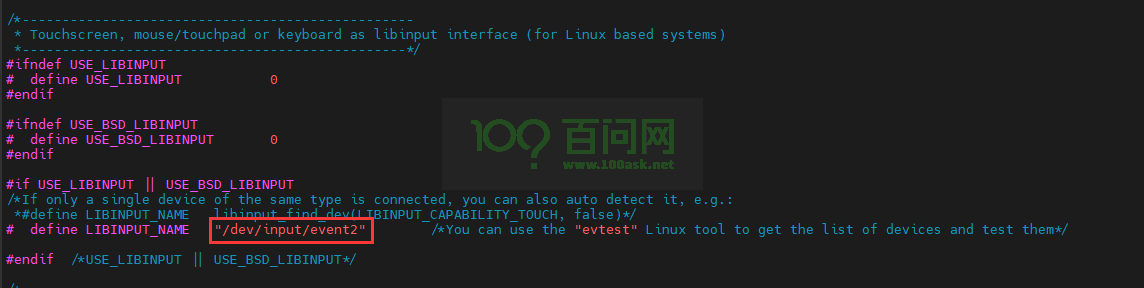 /*-------------------------------------------------
 * Touchscreen, mouse/touchpad or keyboard as libinput interface (for Linux based systems)
 *------------------------------------------------*/
#ifndef USE_LIBINPUT
#  define USE_LIBINPUT           0
#endif
#ifndef USE_BSD_LIBINPUT
#  define USE_BSD_LIBINPUT       0
#endif
100 百问网
www.100ask.net
#if USE_LIBINPUT || USE_BSD_LIBINPUT
/*If only a single device of the same type is connected, you can also auto detect it, e.g.:
 *#define LIBINPUT_NAME   libinput_find_dev(LIBINPUT_CAPABILITY_TOUCH, false)*/
#  define LIBINPUT_NAME   "/dev/input/event2"        /*You can use the "evtest" Linux tool to get the list of devices and test them*/
#endif  /*USE_LIBINPUT || USE_BSD_LIBINPUT*/